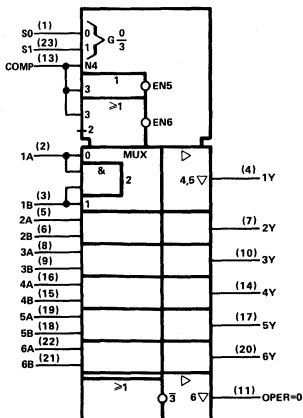 S0 (1) 0 G 0/3
S1 (23) 1
COMP (13) N4
1
3 EN5
≥1
3 EN6
2
MUX ▷
1A (2) 0 & 2 4,5 ▽ (4) 1Y
1B (3) 1
2A (5) (7) 2Y
2B (6)
3A (8) (10) 3Y
3B (9)
4A (16) (14) 4Y
4B (15)
5A (19) (17) 5Y
5B (18)
6A (22) (20) 6Y
6B (21)
≥1 ▷
3 6 ▽ (11) OPER=0